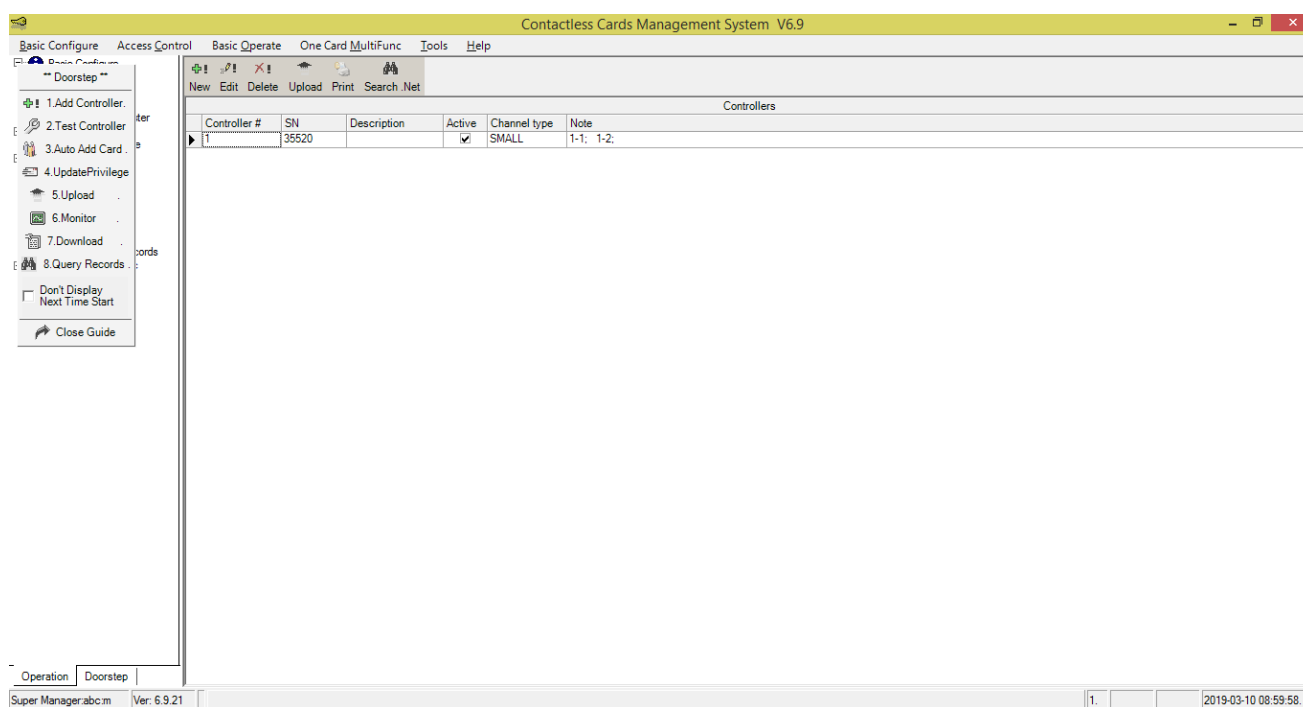 Contactless Cards Management System V6.9
Basic Configure Access Control Basic Operate One Card MultiFunc Tools Help
Basic Configure
** Doorstep **
1.Add Controller.
2.Test Controller
3.Auto Add Card .
4.UpdatePrivilege
5.Upload .
6.Monitor .
7.Download .
8.Query Records .
Don't Display
Next Time Start
Close Guide
New Edit Delete Upload Print Search .Net
Controllers
Controller # SN Description Active Channel type Note
1 35520 SMALL 1-1; 1-2;
Operation Doorstep
Super Manager:abc:m Ver: 6.9.21 1. 2019-03-10 08:59:58.